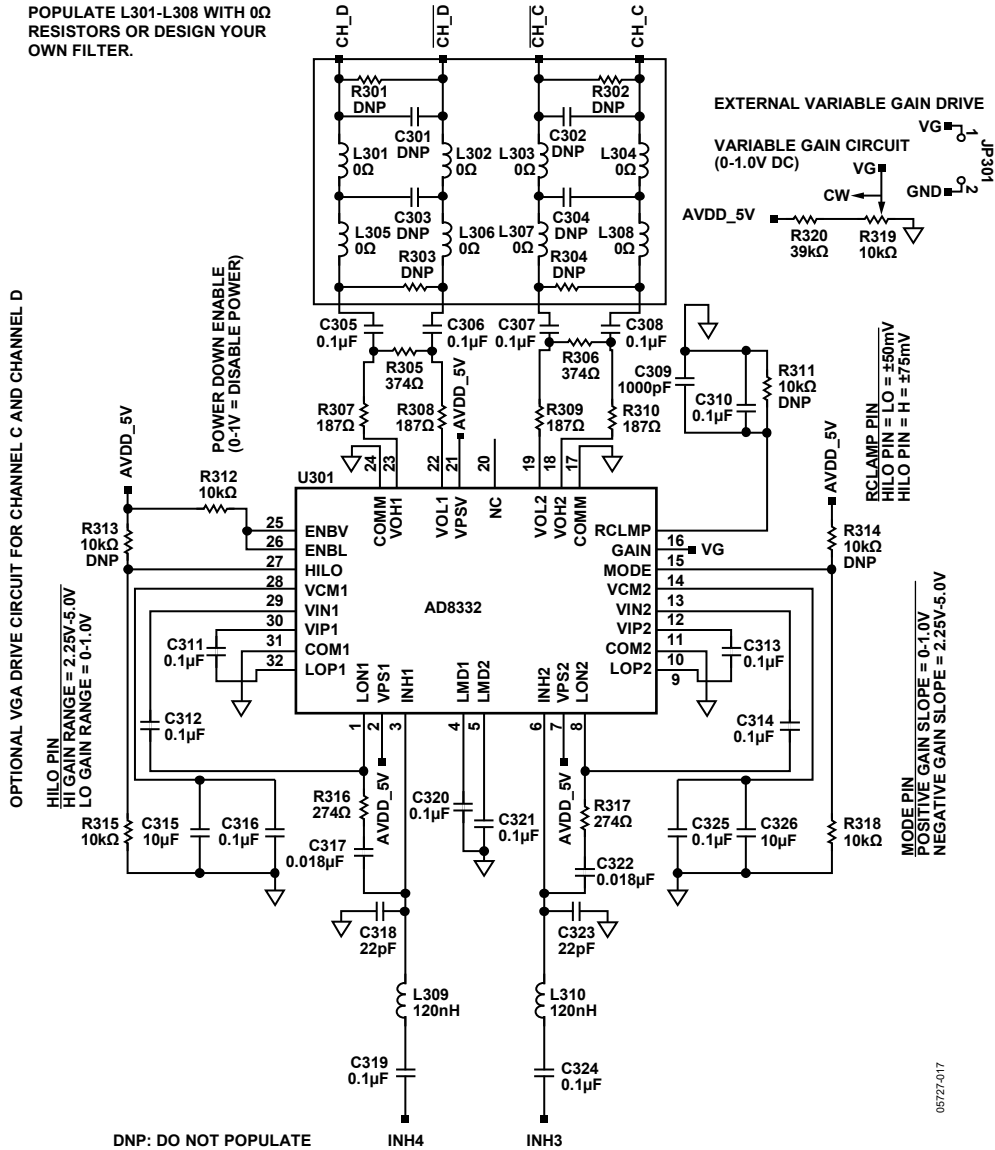 POPULATE L301-L308 WITH 0Ω
RESISTORS OR DESIGN YOUR
OWN FILTER.
CH_D
CH_D
CH_C
CH_C
R301
DNP
R302
DNP
C301
DNP
C302
DNP
L301
0Ω
L302
0Ω
L303
0Ω
L304
0Ω
C303
DNP
C304
DNP
L305
0Ω
L306
0Ω
L307
0Ω
L308
0Ω
R303
DNP
R304
DNP
EXTERNAL VARIABLE GAIN DRIVE
VG
1
JP301
2
GND
VARIABLE GAIN CIRCUIT
(0-1.0V DC)
VG
CW
AVDD_5V
R320
39kΩ
R319
10kΩ
C305
0.1µF
C306
0.1µF
C307
0.1µF
C308
0.1µF
R305
374Ω
R306
374Ω
R307
187Ω
R308
187Ω
AVDD_5V
R309
187Ω
R310
187Ω
C309
1000pF
C310
0.1µF
R311
10kΩ
DNP
RCLAMP PIN
HILO PIN = LO = ±50mV
HILO PIN = H = ±75mV
OPTIONAL VGA DRIVE CIRCUIT FOR CHANNEL C AND CHANNEL D
POWER DOWN ENABLE
(0-1V = DISABLE POWER)
AVDD_5V
R312
10kΩ
R313
10kΩ
DNP
AVDD_5V
R314
10kΩ
DNP
U301
24
23
22
21
20
19
18
17
COMM
VOH1
VOL1
VPSV
NC
VOL2
VOH2
COMM
25 ENBV
26 ENBL
27 HILO
28 VCM1
29 VIN1
30 VIP1
31 COM1
32 LOP1
AD8332
RCLMP
GAIN 16 VG
MODE 15
VCM2 14
VIN2 13
VIP2 12
COM2 11
LOP2 10
9
LON1
VPS1
INH1
LMD1
LMD2
INH2
VPS2
LON2
1
2
3
4
5
6
7
8
C311
0.1µF
C313
0.1µF
C312
0.1µF
C314
0.1µF
HILO PIN
HI GAIN RANGE = 2.25V-5.0V
LO GAIN RANGE = 0-1.0V
MODE PIN
POSITIVE GAIN SLOPE = 0-1.0V
NEGATIVE GAIN SLOPE = 2.25V-5.0V
R315
10kΩ
C315
10µF
C316
0.1µF
R316
274Ω
AVDD_5V
C317
0.018µF
C320
0.1µF
C321
0.1µF
AVDD_5V
R317
274Ω
C322
0.018µF
C325
0.1µF
C326
10µF
R318
10kΩ
C318
22pF
C323
22pF
L309
120nH
L310
120nH
C319
0.1µF
C324
0.1µF
INH4
INH3
DNP: DO NOT POPULATE
05727-017